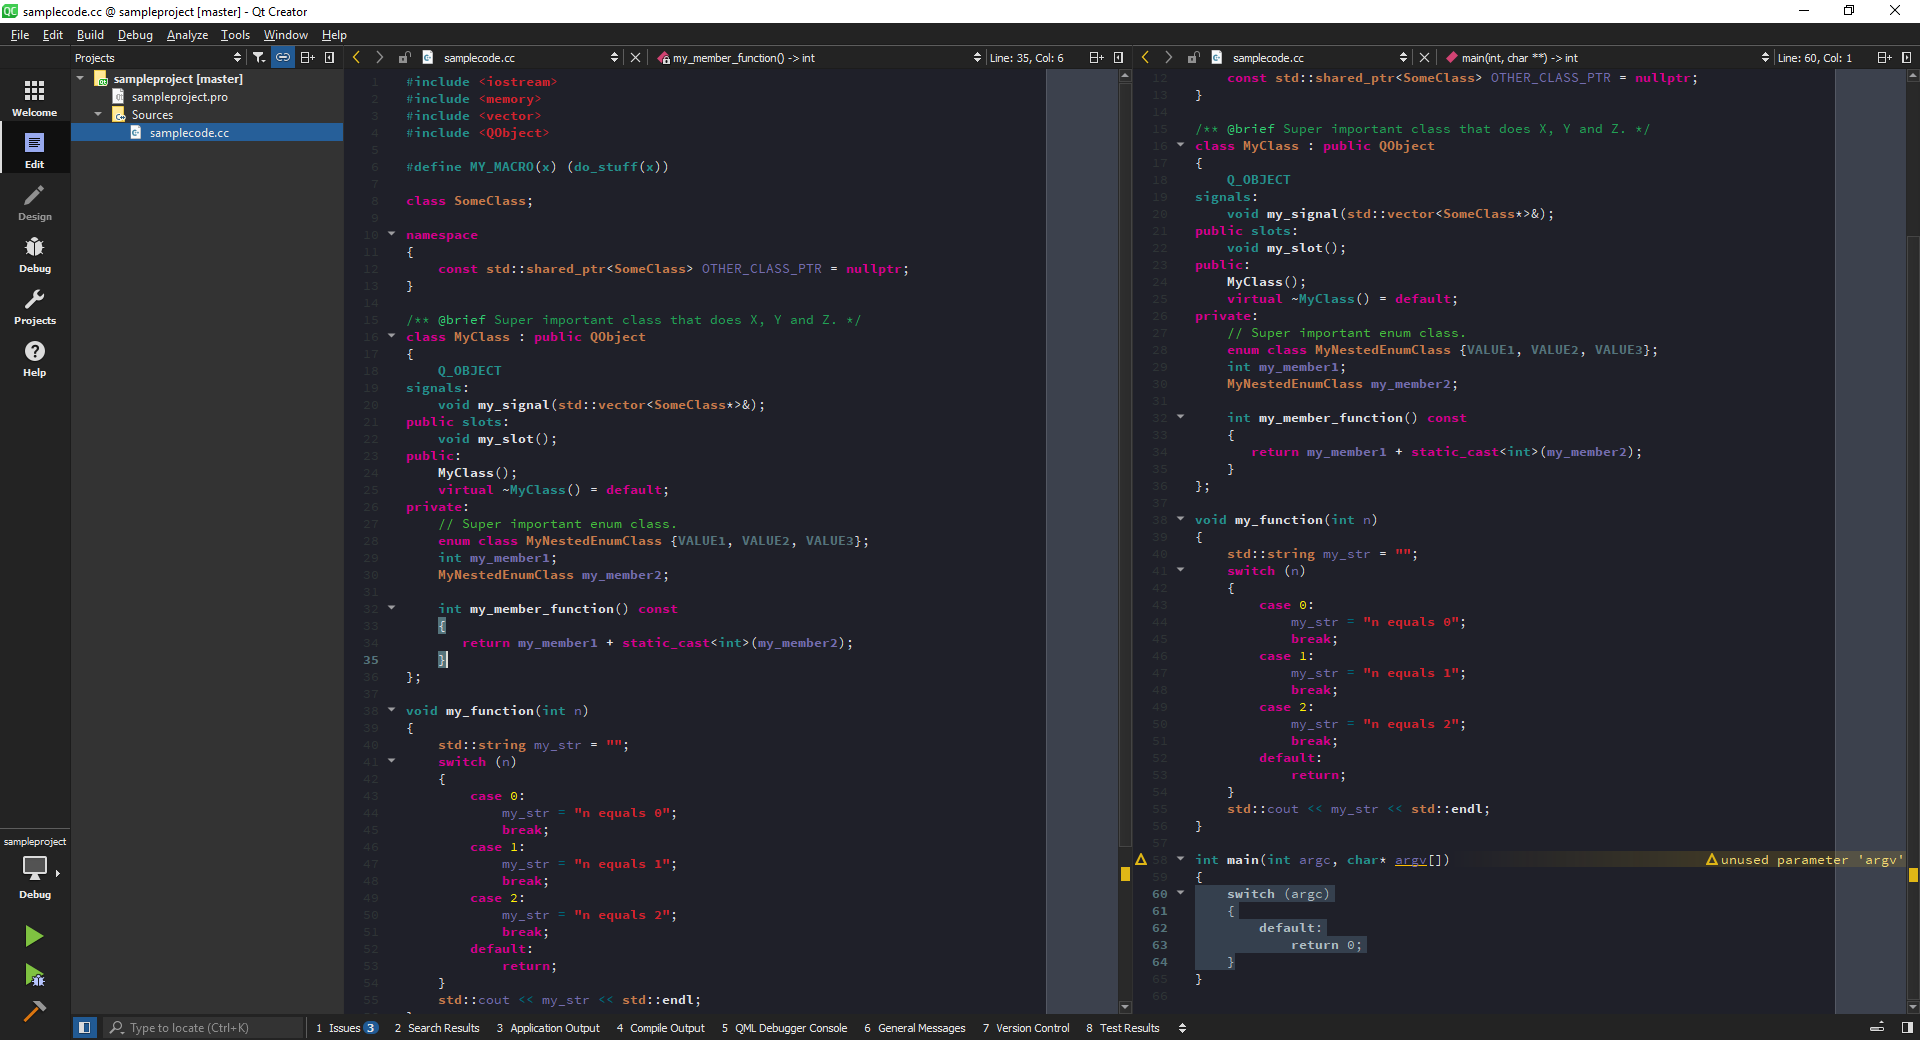 samplecode.cc @ sampleproject [master] - Qt Creator
File Edit Build Debug Analyze Tools Window Help
Projects
samplecode.cc
my_member_function() -> int
Line: 35, Col: 6
samplecode.cc
main(int, char **) -> int
Line: 60, Col: 1
Welcome
Edit
Design
Debug
Projects
Help
sampleproject
Debug
sampleproject [master]
sampleproject.pro
Sources
samplecode.cc
1 #include <iostream>
2 #include <memory>
3 #include <vector>
4 #include <QObject>
5
6 #define MY_MACRO(x) (do_stuff(x))
7
8 class SomeClass;
9
10 namespace
11 {
12     const std::shared_ptr<SomeClass> OTHER_CLASS_PTR = nullptr;
13 }
14
15 /** @brief Super important class that does X, Y and Z. */
16 class MyClass : public QObject
17 {
18     Q_OBJECT
19 signals:
20     void my_signal(std::vector<SomeClass*>&);
21 public slots:
22     void my_slot();
23 public:
24     MyClass();
25     virtual ~MyClass() = default;
26 private:
27     // Super important enum class.
28     enum class MyNestedEnumClass {VALUE1, VALUE2, VALUE3};
29     int my_member1;
30     MyNestedEnumClass my_member2;
31
32     int my_member_function() const
33     {
34        return my_member1 + static_cast<int>(my_member2);
35     }
36 };
37
38 void my_function(int n)
39 {
40     std::string my_str = "";
41     switch (n)
42     {
43         case 0:
44             my_str = "n equals 0";
45             break;
46         case 1:
47             my_str = "n equals 1";
48             break;
49         case 2:
50             my_str = "n equals 2";
51             break;
52         default:
53             return;
54     }
55     std::cout << my_str << std::endl;
12     const std::shared_ptr<SomeClass> OTHER_CLASS_PTR = nullptr;
13 }
14
15 /** @brief Super important class that does X, Y and Z. */
16 class MyClass : public QObject
17 {
18     Q_OBJECT
19 signals:
20     void my_signal(std::vector<SomeClass*>&);
21 public slots:
22     void my_slot();
23 public:
24     MyClass();
25     virtual ~MyClass() = default;
26 private:
27     // Super important enum class.
28     enum class MyNestedEnumClass {VALUE1, VALUE2, VALUE3};
29     int my_member1;
30     MyNestedEnumClass my_member2;
31
32     int my_member_function() const
33     {
34        return my_member1 + static_cast<int>(my_member2);
35     }
36 };
37
38 void my_function(int n)
39 {
40     std::string my_str = "";
41     switch (n)
42     {
43         case 0:
44             my_str = "n equals 0";
45             break;
46         case 1:
47             my_str = "n equals 1";
48             break;
49         case 2:
50             my_str = "n equals 2";
51             break;
52         default:
53             return;
54     }
55     std::cout << my_str << std::endl;
56 }
57
58 int main(int argc, char* argv[]) unused parameter 'argv'
59 {
60     switch (argc)
61     {
62         default:
63             return 0;
64     }
65 }
66
Type to locate (Ctrl+K)
1 Issues 3
2 Search Results
3 Application Output
4 Compile Output
5 QML Debugger Console
6 General Messages
7 Version Control
8 Test Results